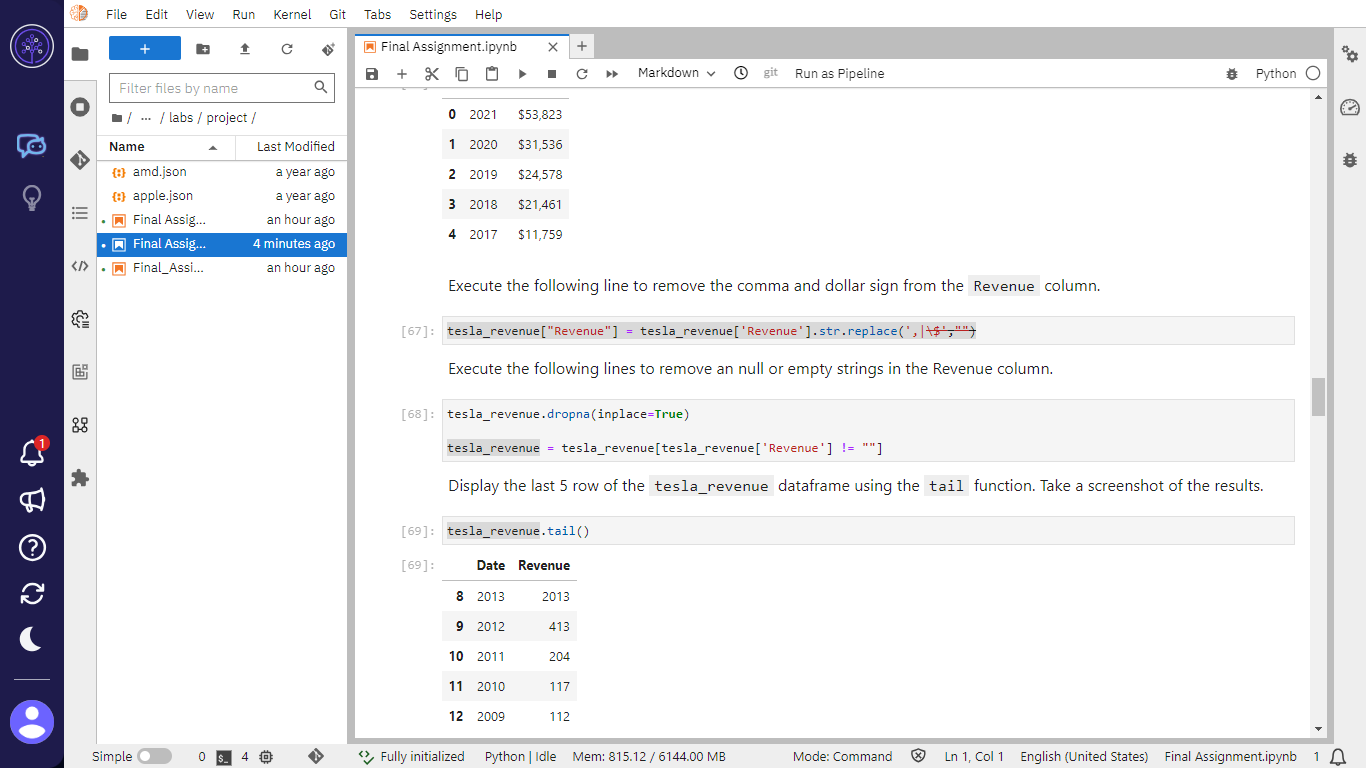 File Edit View Run Kernel Git Tabs Settings Help
Final Assignment.ipynb
Markdown
git
Run as Pipeline
Python
Filter files by name
/ ... / labs / project /
Name Last Modified
amd.json a year ago
apple.json a year ago
Final Assig... an hour ago
Final Assig... 4 minutes ago
Final_Assi... an hour ago
0 2021 $53,823
1 2020 $31,536
2 2019 $24,578
3 2018 $21,461
4 2017 $11,759
Execute the following line to remove the comma and dollar sign from the Revenue column.
[67]: tesla_revenue["Revenue"] = tesla_revenue['Revenue'].str.replace(',|\$',"")
Execute the following lines to remove an null or empty strings in the Revenue column.
[68]: tesla_revenue.dropna(inplace=True)
tesla_revenue = tesla_revenue[tesla_revenue['Revenue'] != ""]
Display the last 5 row of the tesla_revenue dataframe using the tail function. Take a screenshot of the results.
[69]: tesla_revenue.tail()
[69]: Date Revenue
8 2013 2013
9 2012 413
10 2011 204
11 2010 117
12 2009 112
1
Simple 0 $_ 4 Fully initialized Python | Idle Mem: 815.12 / 6144.00 MB Mode: Command Ln 1, Col 1 English (United States) Final Assignment.ipynb 1